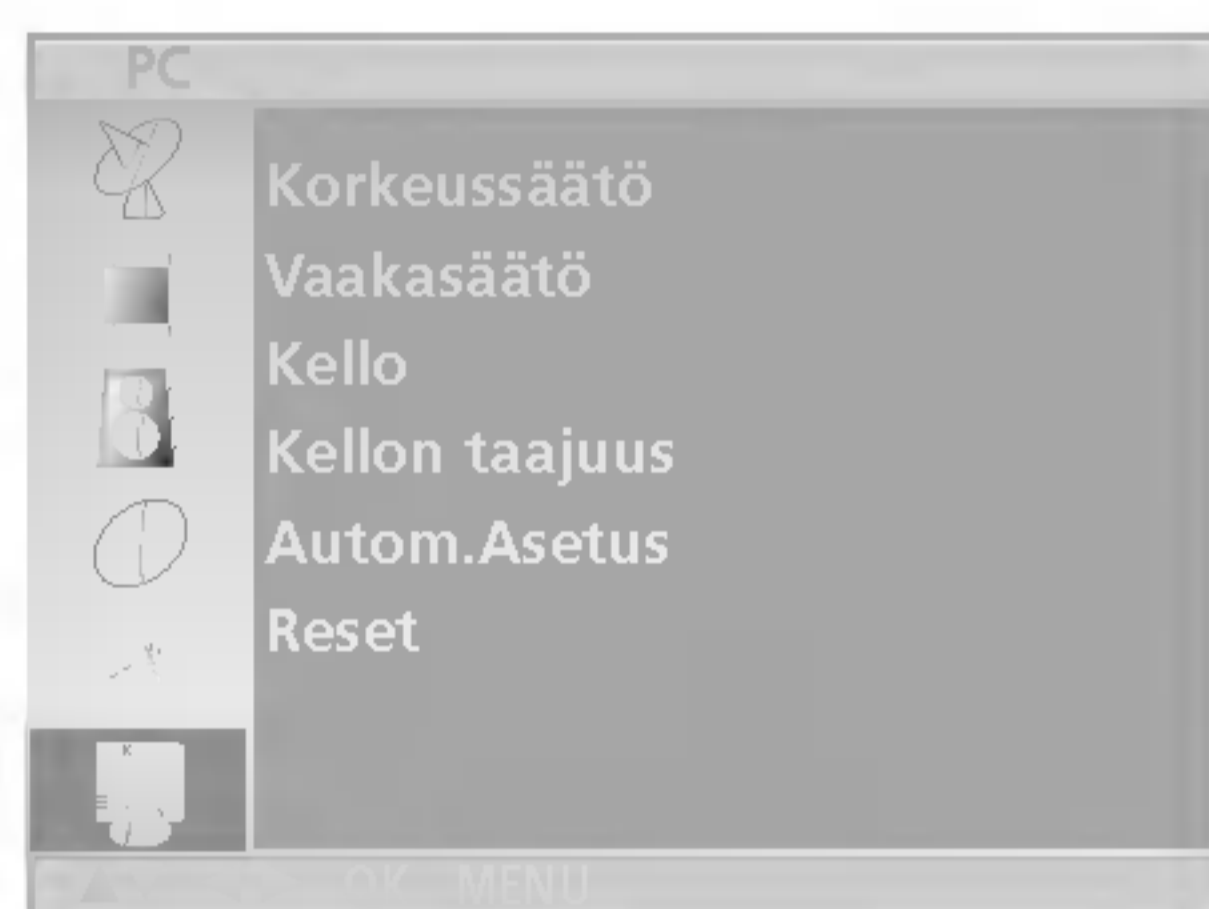 PC
Korkeussäätö
Vaakasäätö
Kello
Kellon taajuus
Autom.Asetus
Reset
OK MENU